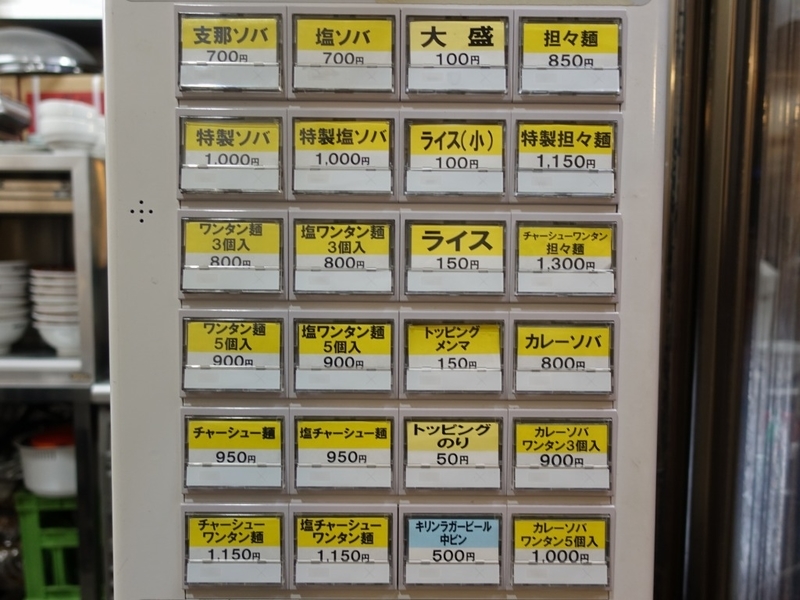 支那ソバ
700円
塩ソバ
700円
大盛
100円
担々麺
850円
特製ソバ
1,000円
特製塩ソバ
1,000円
ライス(小)
100円
特製担々麺
1,150円
ワンタン麺
3個入
800円
塩ワンタン麺
3個入
800円
ライス
150円
チャーシューワンタン
担々麺
1,300円
ワンタン麺
5個入
900円
塩ワンタン麺
5個入
900円
トッピング
メンマ
150円
カレーソバ
800円
チャーシュー麺
950円
塩チャーシュー麺
950円
トッピング
のり
50円
カレーソバ
ワンタン3個入
900円
チャーシュー
ワンタン麺
1,150円
塩チャーシュー
ワンタン麺
1,150円
キリンラガービール
中ビン
500円
カレーソバ
ワンタン5個入
1,000円